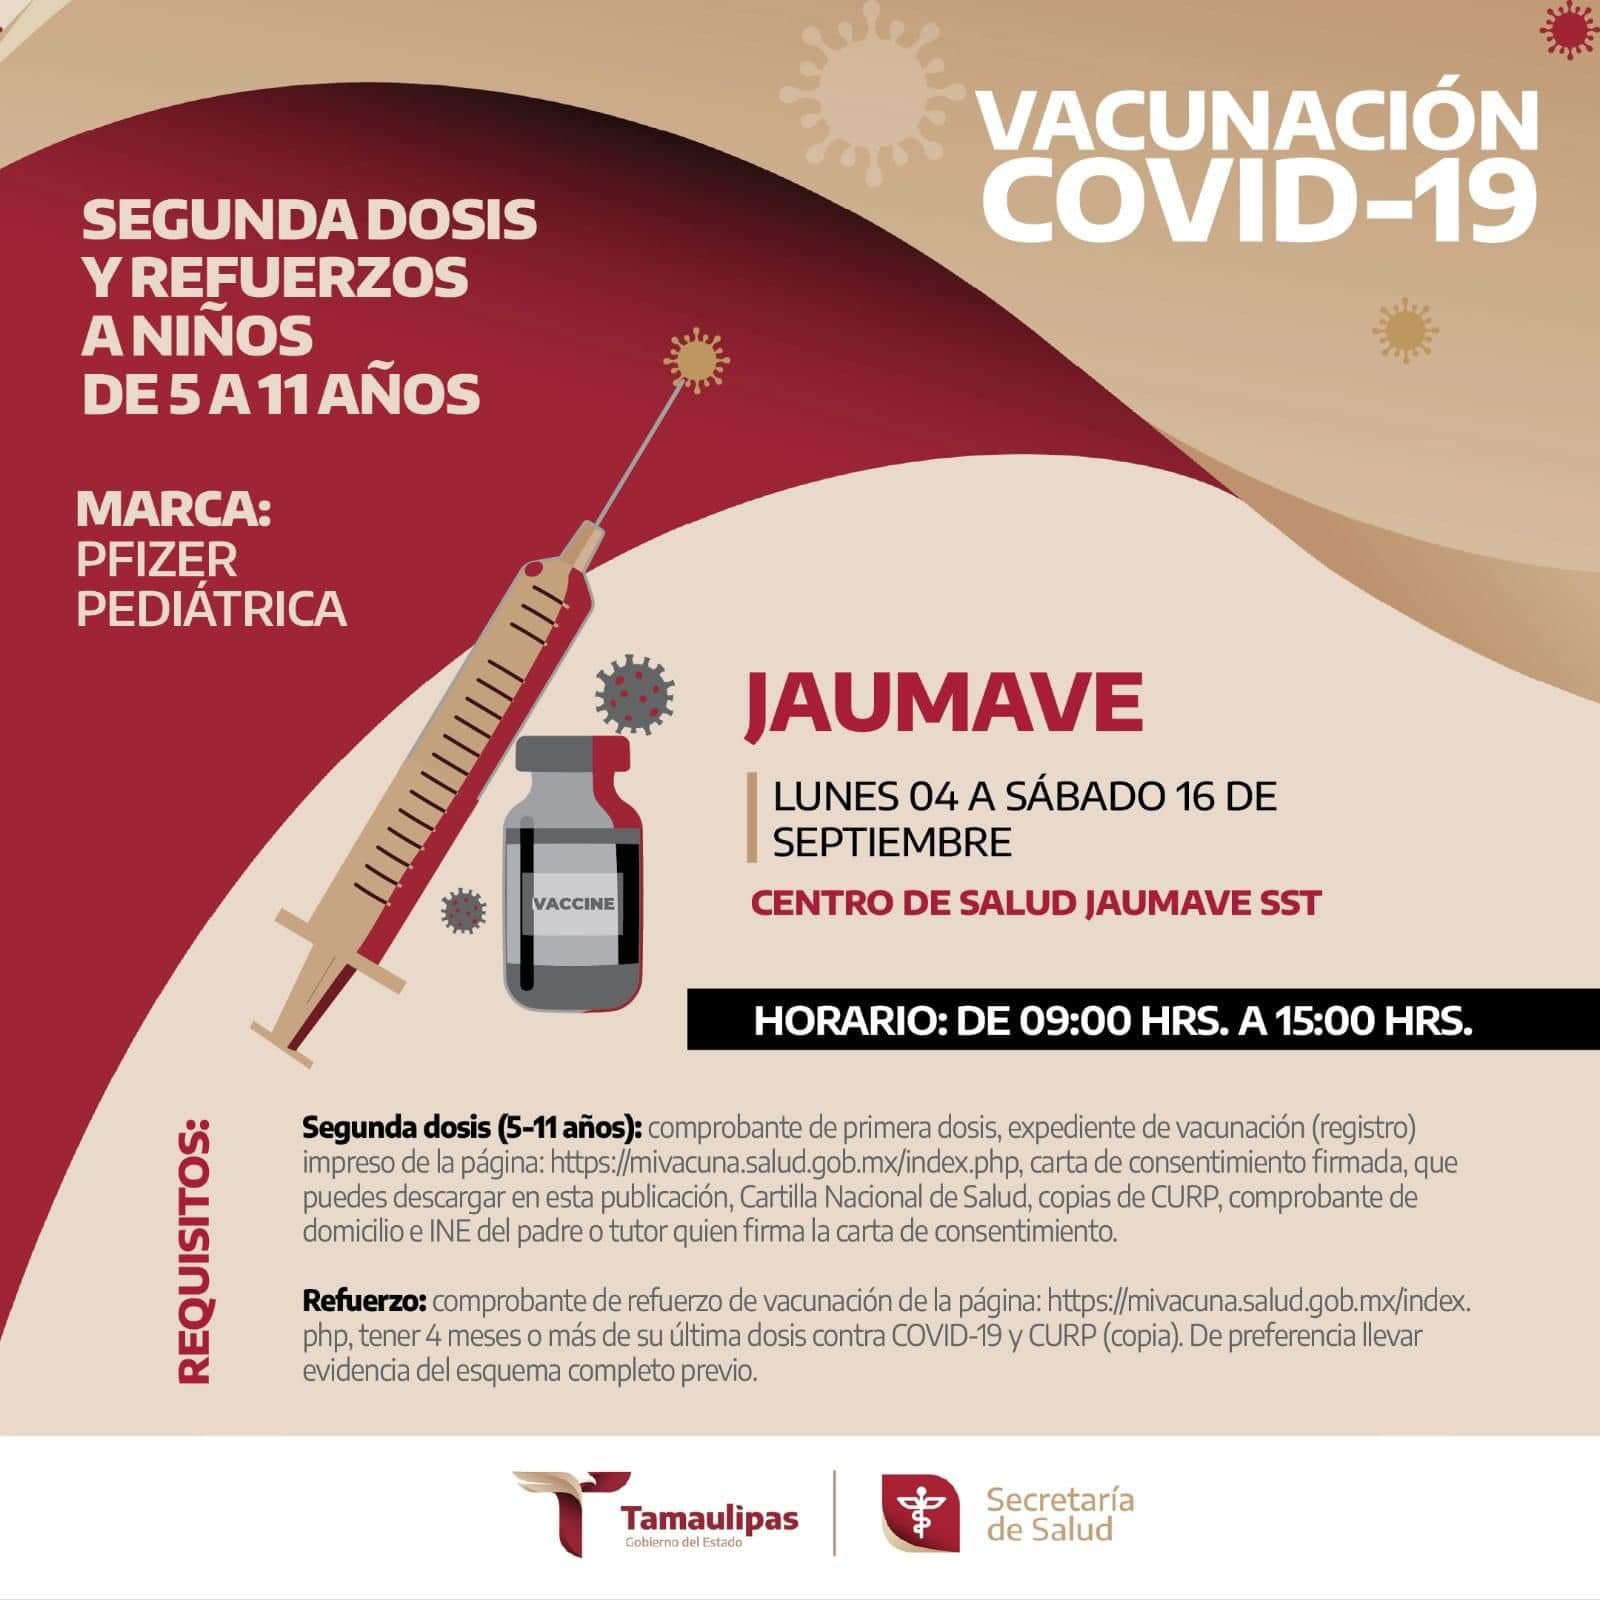 VACUNACIÓN
COVID-19
SEGUNDA DOSIS
Y REFUERZOS
A NIÑOS
DE 5 A 11 AÑOS
MARCA:
PFIZER
PEDIÁTRICA
VACCINE
JAUMAVE
LUNES 04 A SÁBADO 16 DE
SEPTIEMBRE
CENTRO DE SALUD JAUMAVE SST
HORARIO: DE 09:00 HRS. A 15:00 HRS.
REQUISITOS:
Segunda dosis (5-11 años): comprobante de primera dosis, expediente de vacunación (registro)
impreso de la página: https://mivacuna.salud.gob.mx/index.php, carta de consentimiento firmada, que
puedes descargar en esta publicación, Cartilla Nacional de Salud, copias de CURP, comprobante de
domicilio e INE del padre o tutor quien firma la carta de consentimiento.
Refuerzo: comprobante de refuerzo de vacunación de la página: https://mivacuna.salud.gob.mx/index.
php, tener 4 meses o más de su última dosis contra COVID-19 y CURP (copia). De preferencia llevar
evidencia del esquema completo previo.
Tamaulipas
Gobierno del Estado
Secretaría
de Salud